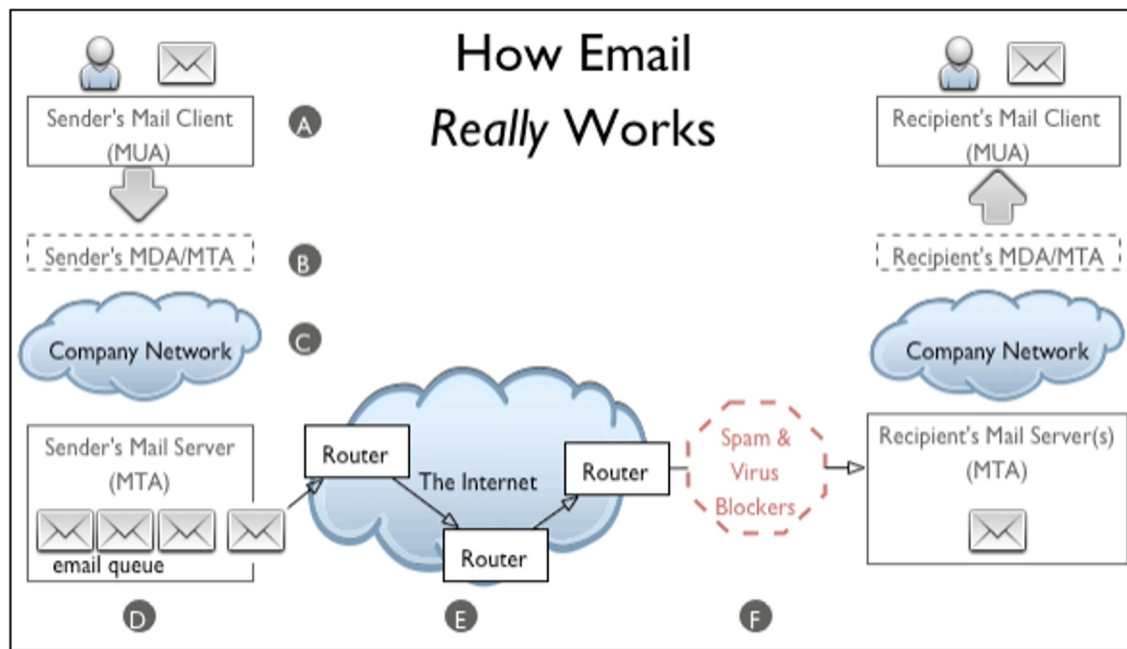 How Email
Really Works
Sender's Mail Client
(MUA)
A
Sender's MDA/MTA
B
Company Network
C
Sender's Mail Server
(MTA)
email queue
D
Router
The Internet
Router
Router
E
Spam &
Virus
Blockers
F
Recipient's Mail Client
(MUA)
Recipient's MDA/MTA
Company Network
Recipient's Mail Server(s)
(MTA)